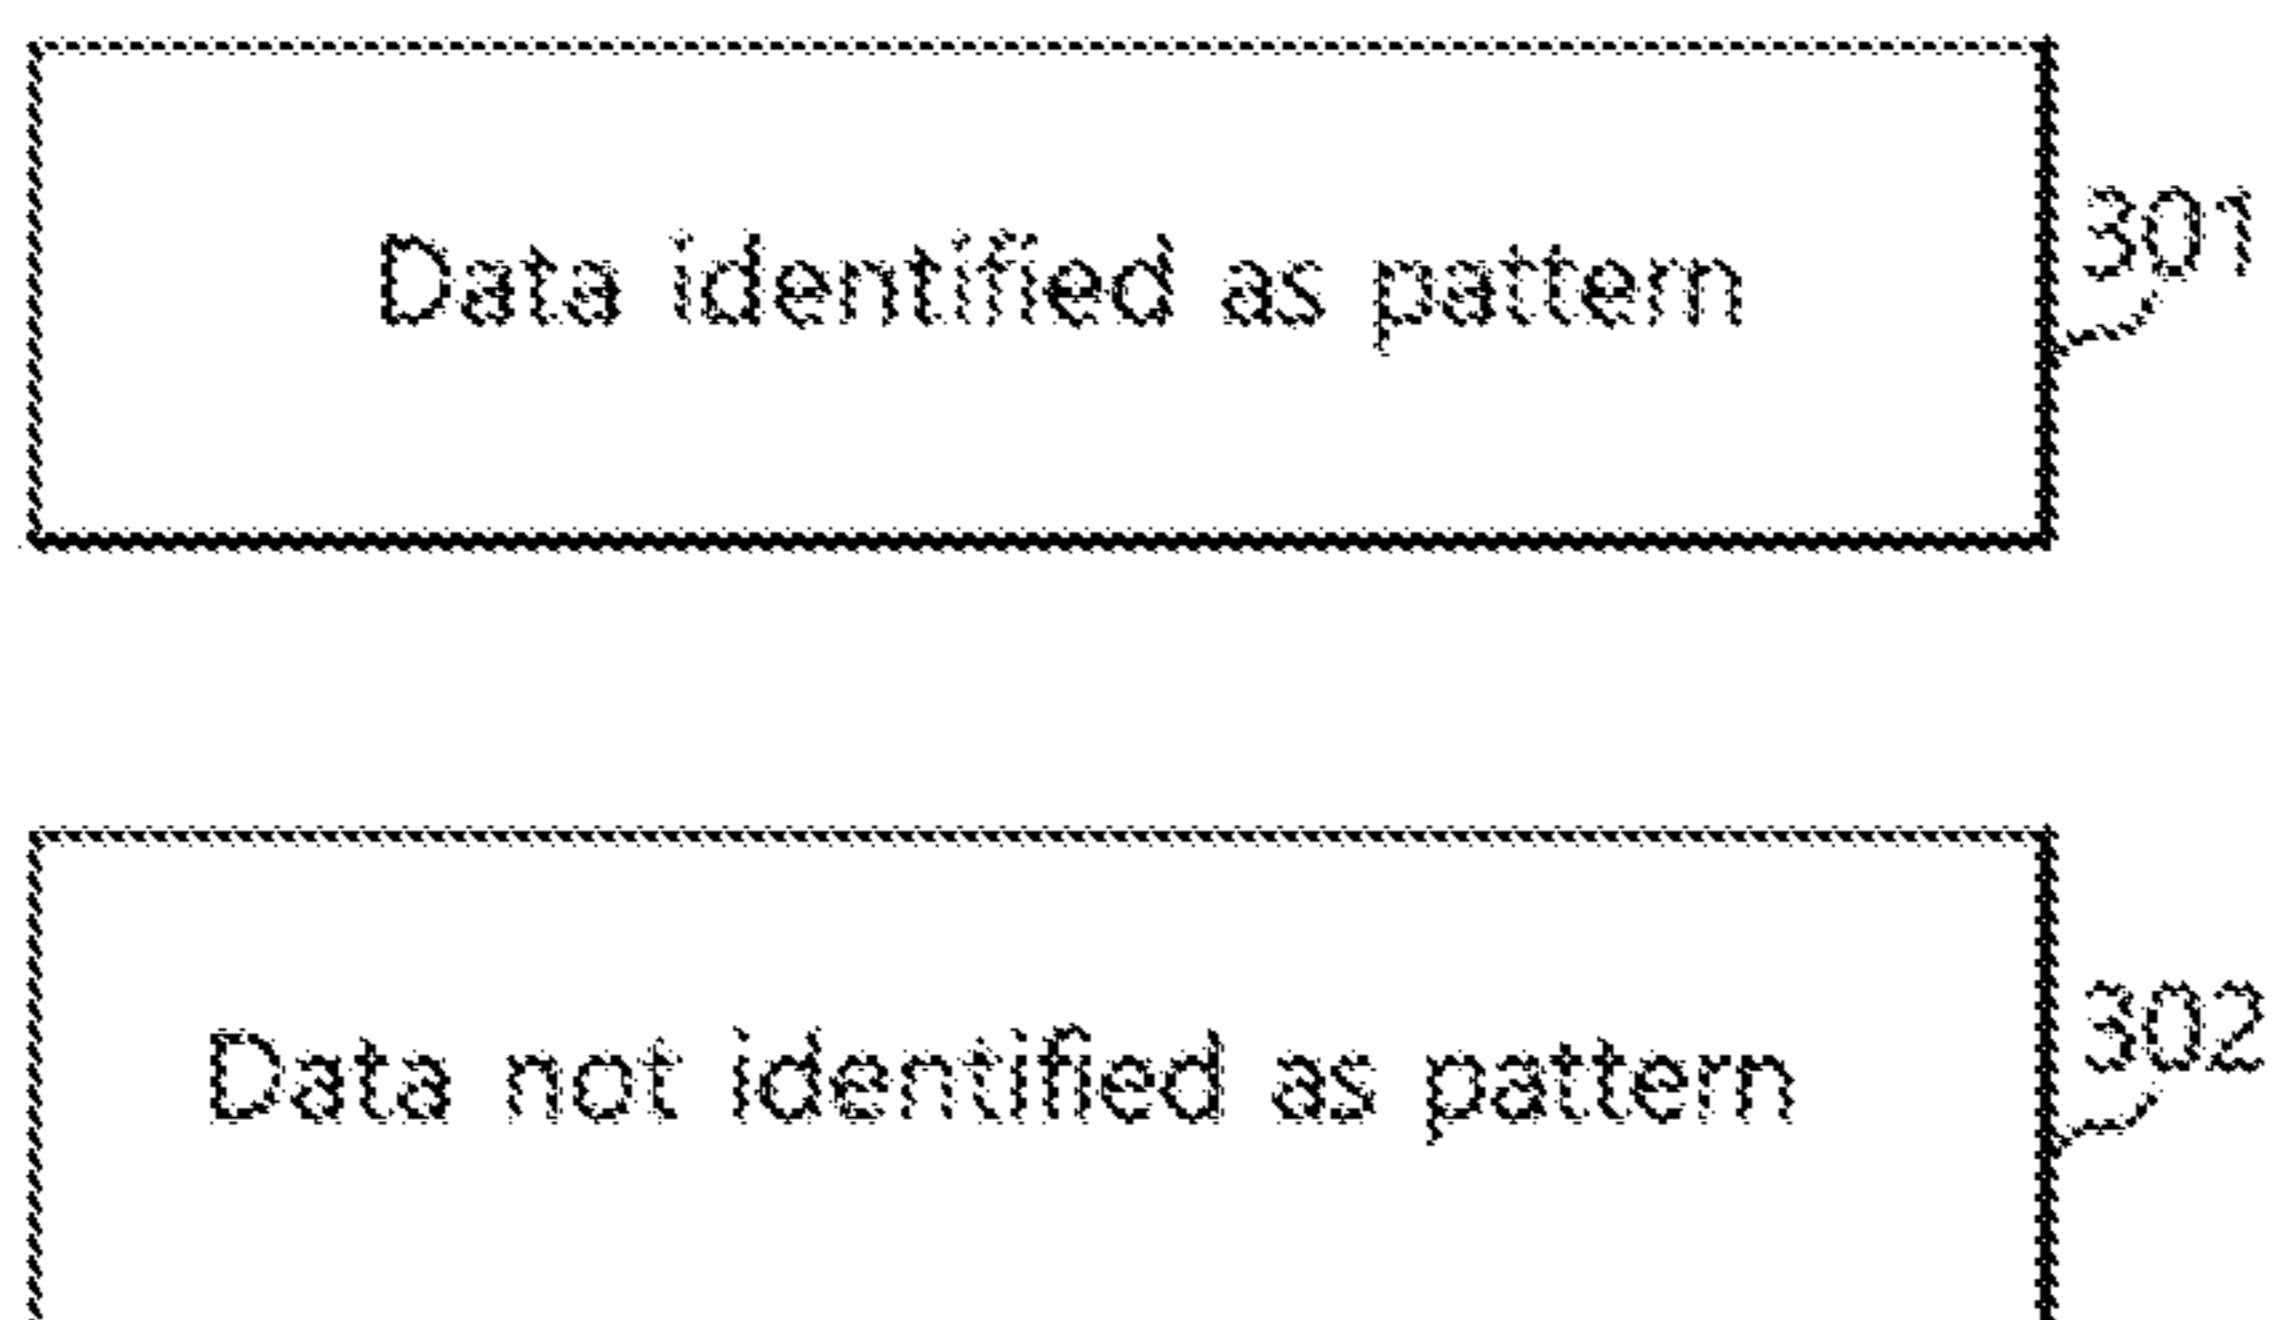 Data identified as pattern
301
Data not identified as pattern
302